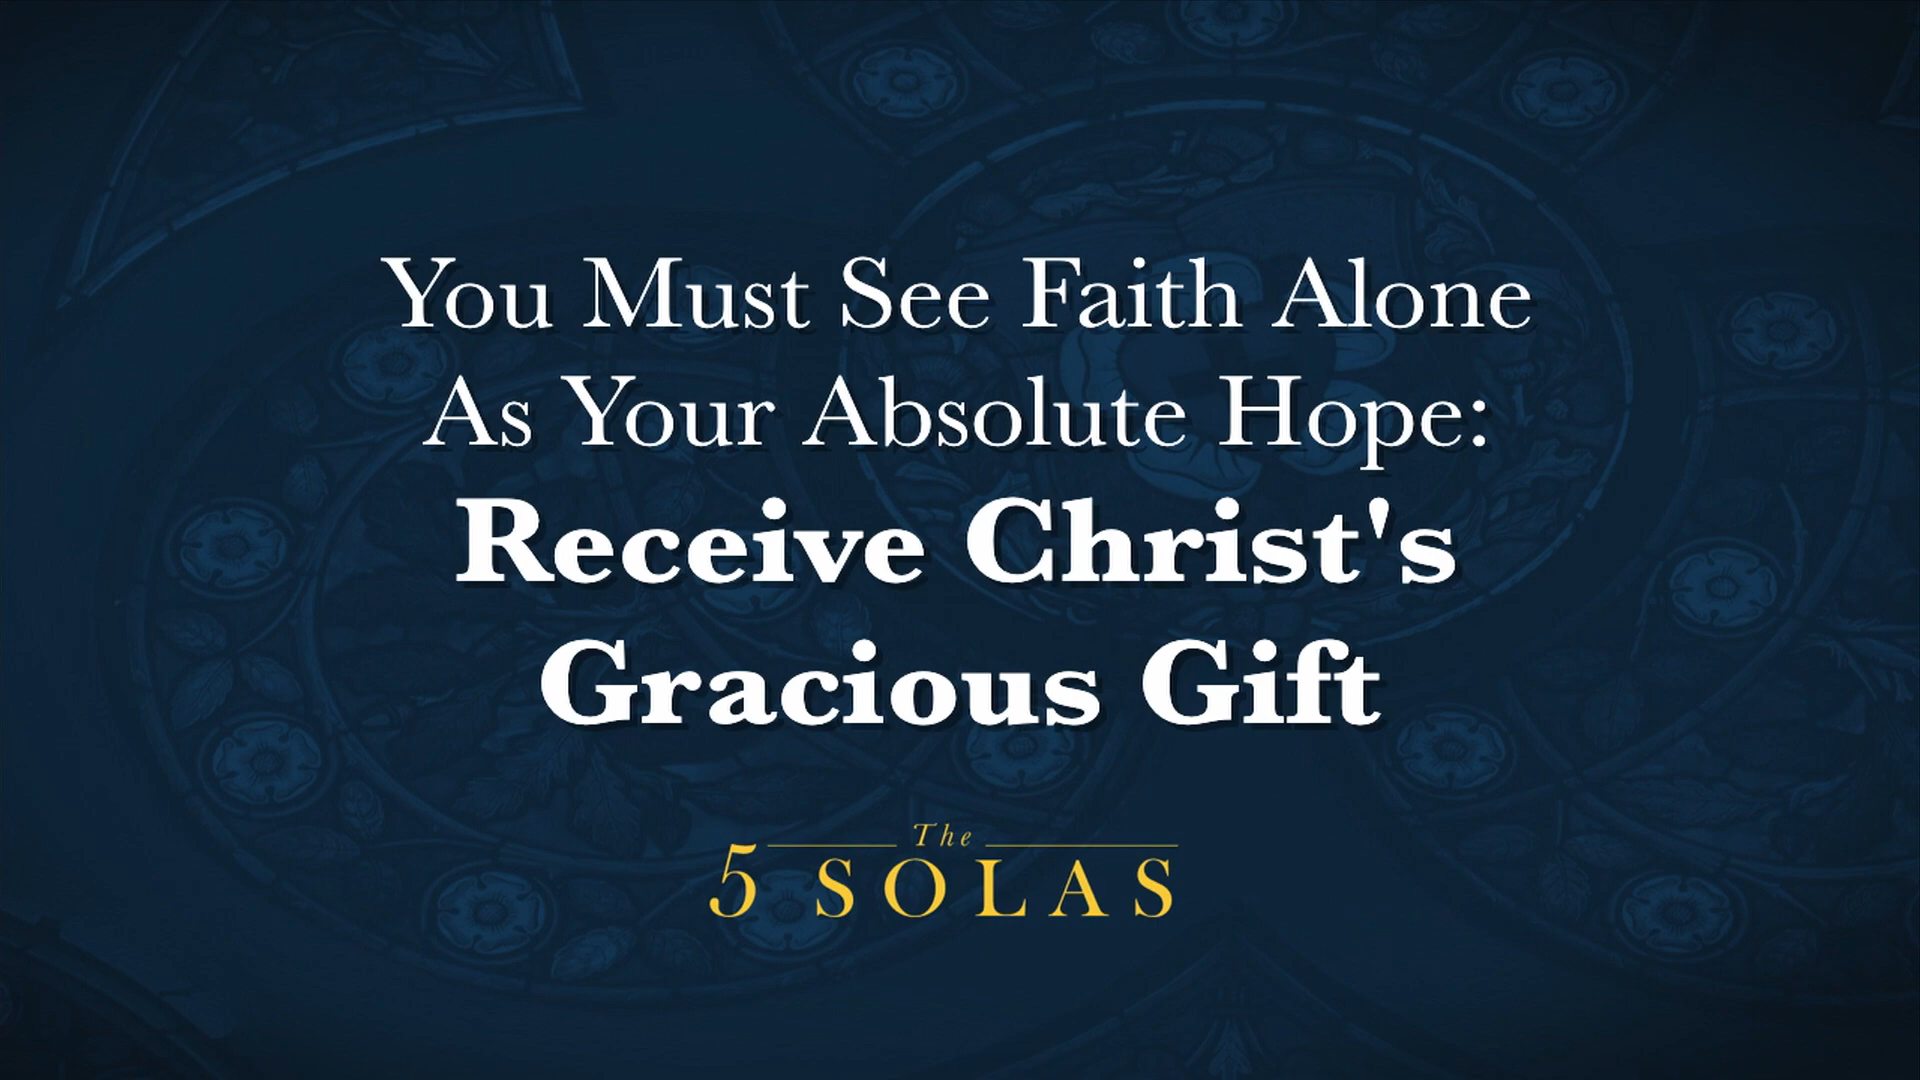 You Must See Faith Alone
As Your Absolute Hope:
Receive Christ's
Gracious Gift
The
5 SOLAS